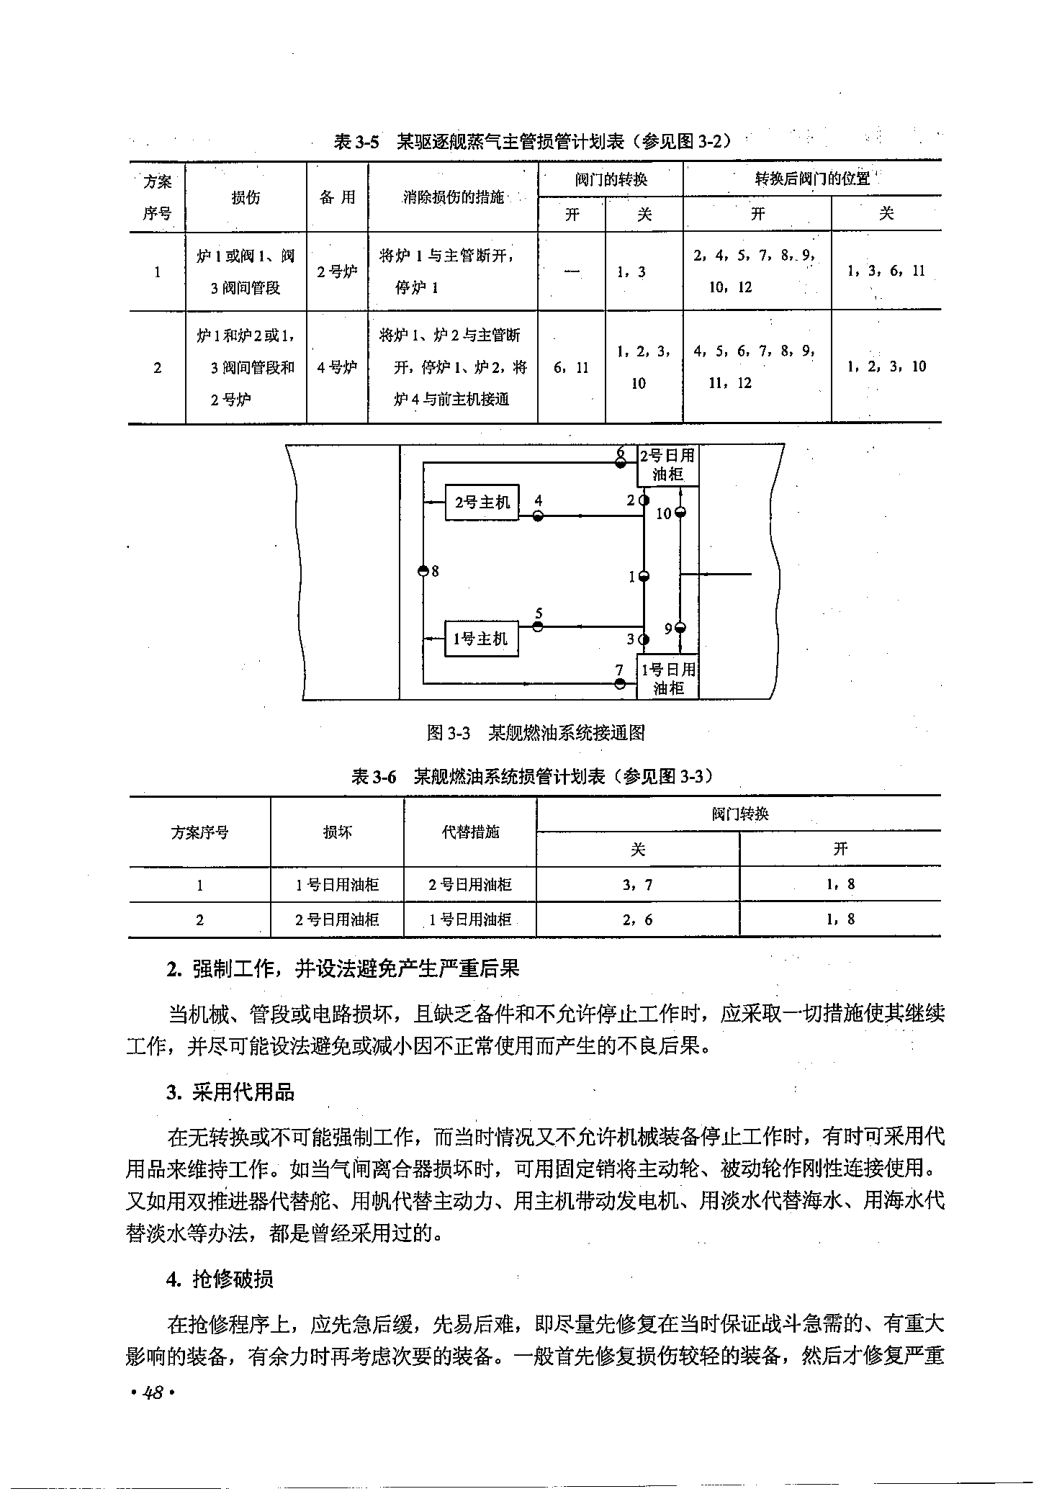 表 3-5 某驱逐舰蒸气主管损管计划表（参见图 3-2）
方案
序号
损伤
备 用
消除损伤的措施
阀门的转换
转换后阀门的位置
开
关
开
关
1
炉 1 或阀 1、阀
3 阀间管段
2 号炉
将炉 1 与主管断开，
停炉 1
—
1，3
2，4，5，7，8，9，
10，12
1，3，6，11
2
炉 1 和炉 2 或 1，
3 阀间管段和
2 号炉
4 号炉
将炉 1、炉 2 与主管断
开，停炉 1、炉 2，将
炉 4 与前主机接通
6，11
1，2，3，
10
4，5，6，7，8，9，
11，12
1，2，3，10
6
2号日用
油柜
2号主机
4
2
10
8
1
5
9
1号主机
3
7
1号日用
油柜
图 3-3 某舰燃油系统接通图
表 3-6 某舰燃油系统损管计划表（参见图 3-3）
方案序号
损坏
代替措施
阀门转换
关
开
1
1 号日用油柜
2 号日用油柜
3，7
1，8
2
2 号日用油柜
1 号日用油柜
2，6
1，8
2. 强制工作，并设法避免产生严重后果
当机械、管段或电路损坏，且缺乏备件和不允许停止工作时，应采取一切措施使其继续
工作，并尽可能设法避免或减小因不正常使用而产生的不良后果。
3. 采用代用品
在无转换或不可能强制工作，而当时情况又不允许机械装备停止工作时，有时可采用代
用品来维持工作。如当气闸离合器损坏时，可用固定销将主动轮、被动轮作刚性连接使用。
又如用双推进器代替舵、用帆代替主动力、用主机带动发电机、用淡水代替海水、用海水代
替淡水等办法，都是曾经采用过的。
4. 抢修破损
在抢修程序上，应先急后缓，先易后难，即尽量先修复在当时保证战斗急需的、有重大
影响的装备，有余力时再考虑次要的装备。一般首先修复损伤较轻的装备，然后才修复严重
·48·